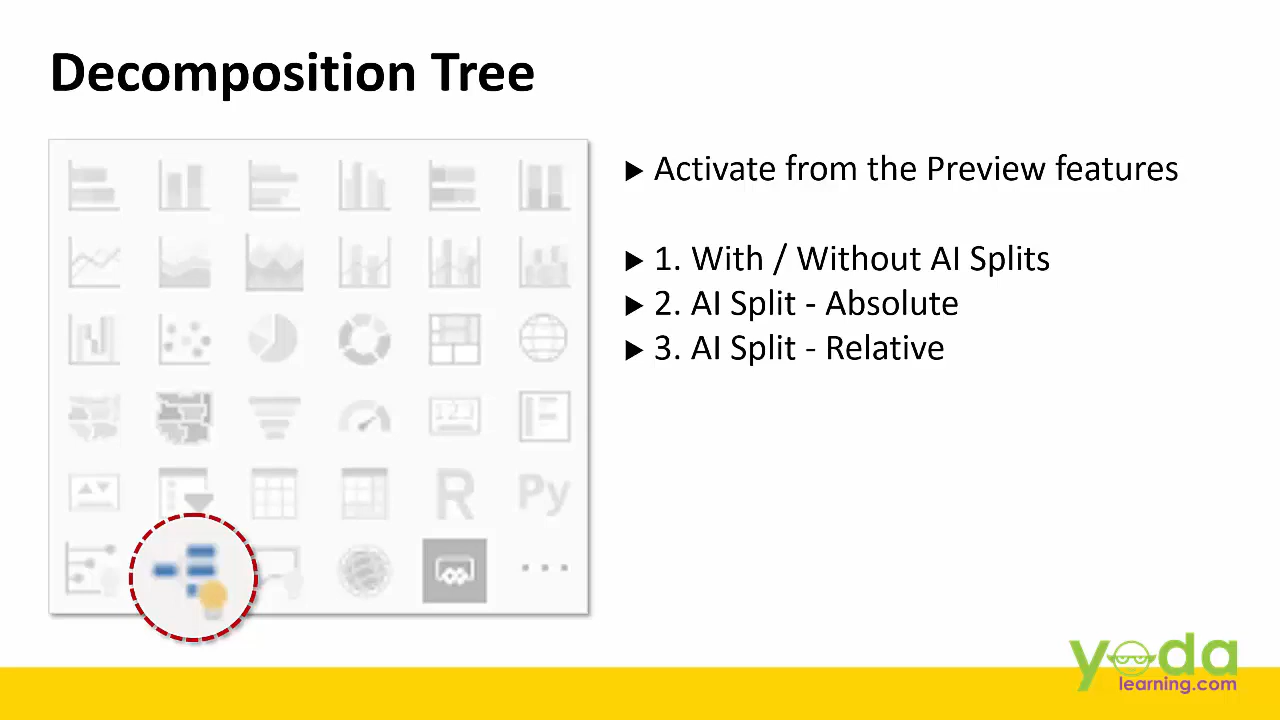 Decomposition Tree
Activate from the Preview features
1. With / Without AI Splits
2. AI Split - Absolute
3. AI Split - Relative
R
Py
yoda
learning.com